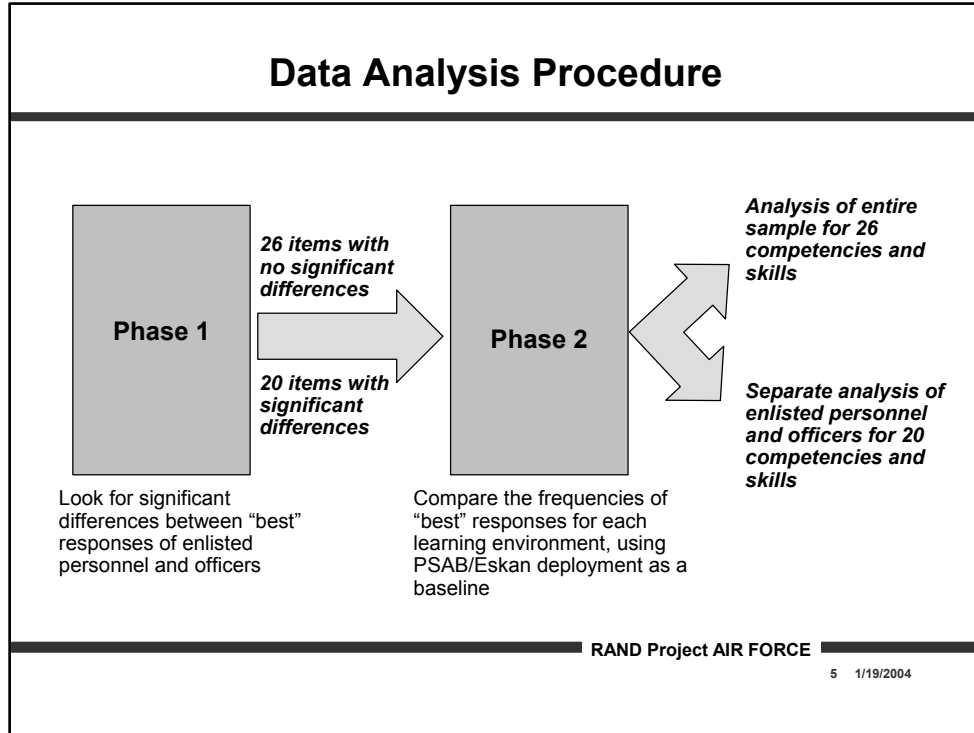 Data Analysis Procedure
Phase 1
26 items with
no significant
differences
20 items with
significant
differences
Look for significant
differences between “best”
responses of enlisted
personnel and officers
Phase 2
Compare the frequencies of
“best” responses for each
learning environment, using
PSAB/Eskan deployment as a
baseline
Analysis of entire
sample for 26
competencies and
skills
Separate analysis of
enlisted personnel
and officers for 20
competencies and
skills
RAND Project AIR FORCE
5 1/19/2004